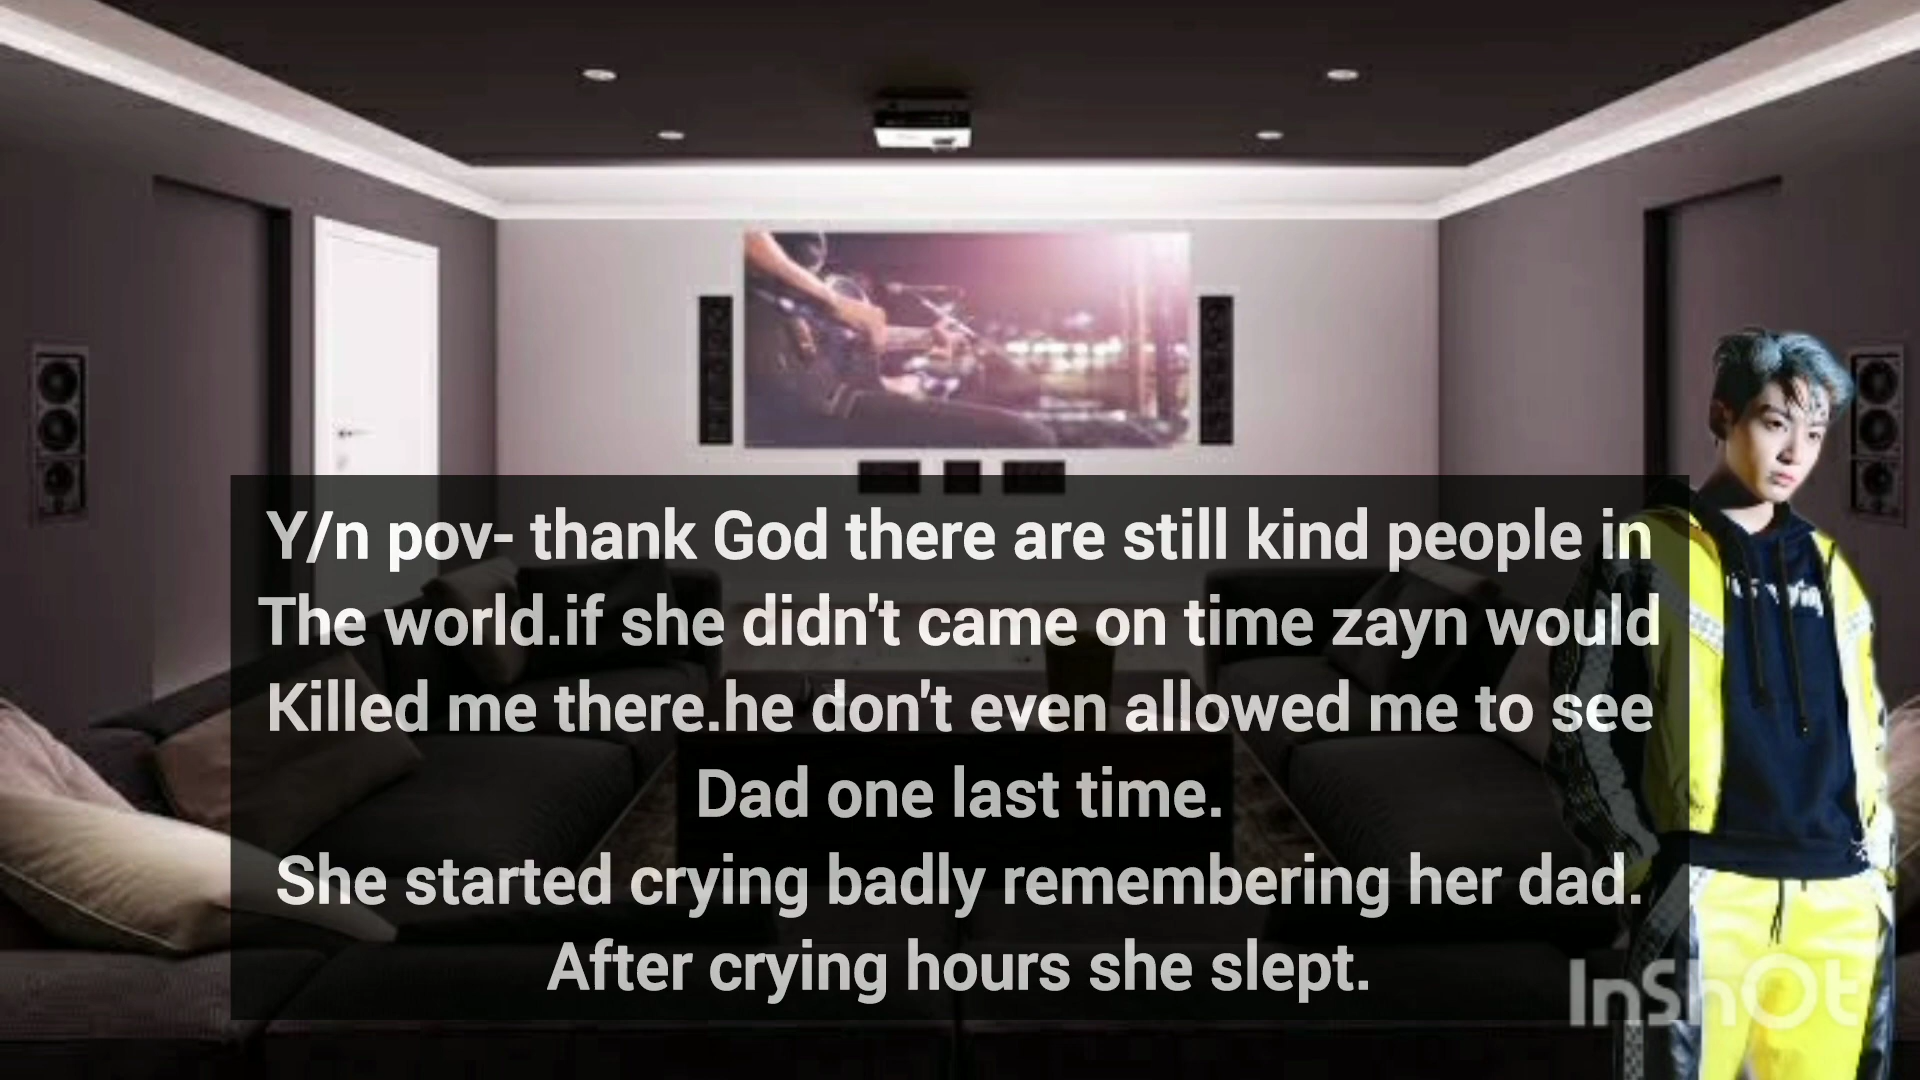 Y/n pov- thank God there are still kind people in
The world.if she didn't came on time zayn would
Killed me there.he don't even allowed me to see
Dad one last time.
She started crying badly remembering her dad.
After crying hours she slept.
InShOt